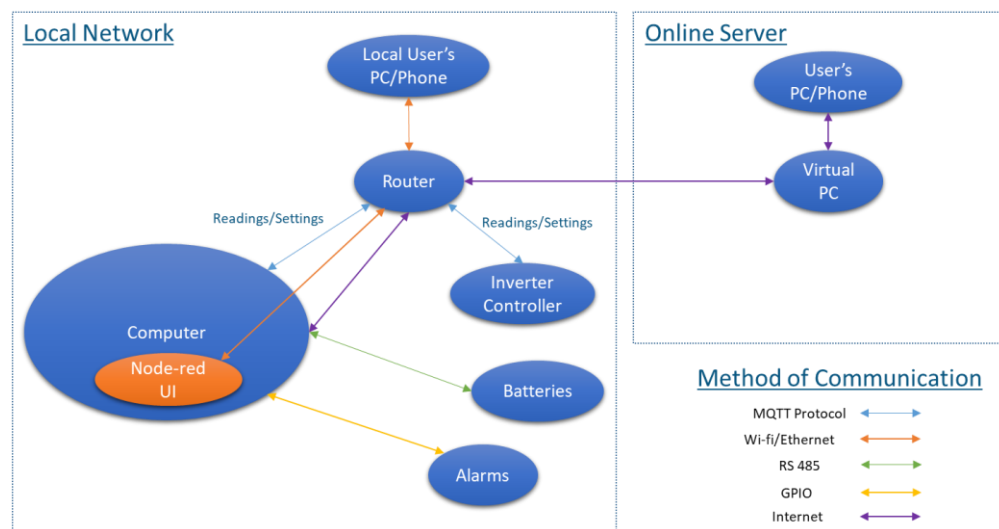 Local Network
Local User's
PC/Phone
Router
Readings/Settings
Readings/Settings
Inverter
Controller
Computer
Node-red
UI
Batteries
Alarms
Online Server
User's
PC/Phone
Virtual
PC
Method of Communication
MQTT Protocol
Wi-fi/Ethernet
RS 485
GPIO
Internet